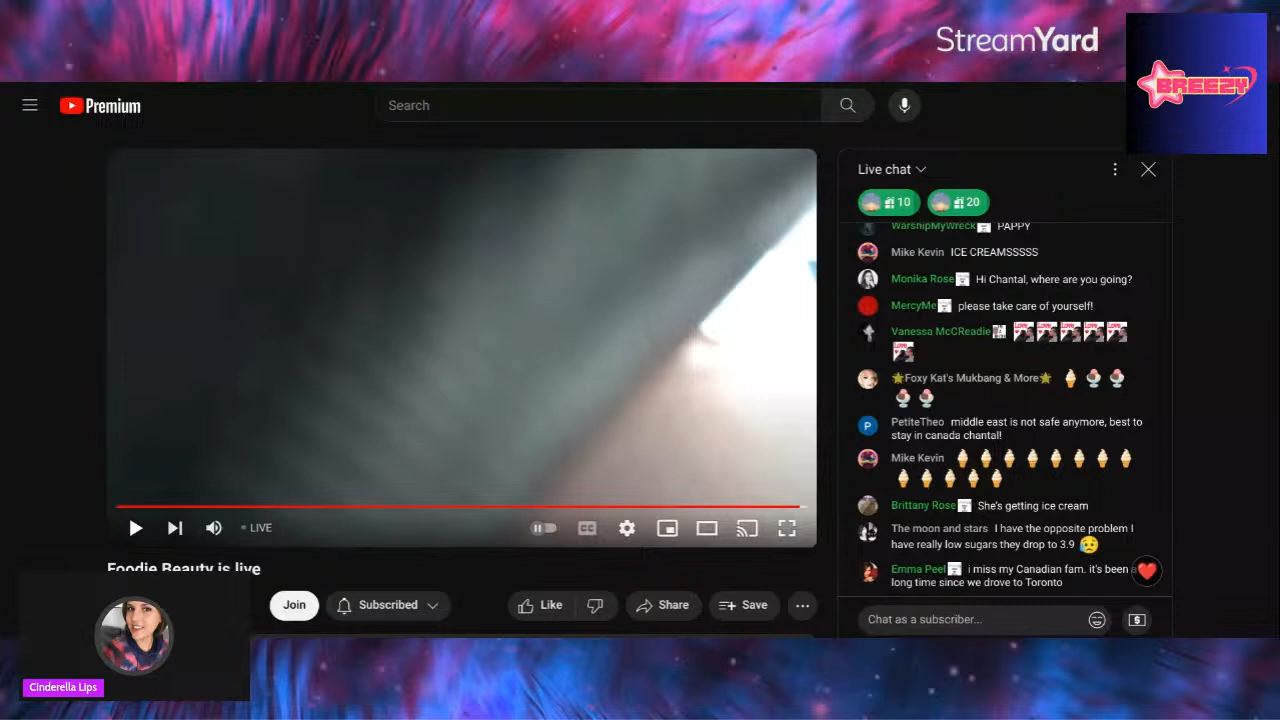 StreamYard
BREEZY
Premium
Search
Live chat
10
20
WarshipMyWreck PAPPY
Mike Kevin ICE CREAMSSSSS
Monika Rose Hi Chantal, where are you going?
MercyMe please take care of yourself!
Vanessa McCReadie
Foxy Kat's Mukbang & More
P
PetiteTheo middle east is not safe anymore, best to
stay in canada chantal!
Mike Kevin
Brittany Rose She's getting ice cream
LIVE
CC
The moon and stars I have the opposite problem I
have really low sugars they drop to 3.9
Foodie Beauty is live
Emma Peel i miss my Canadian fam. it's been a
long time since we drove to Toronto
Join
Subscribed
Like
Share
Save
Chat as a subscriber...
Cinderella Lips